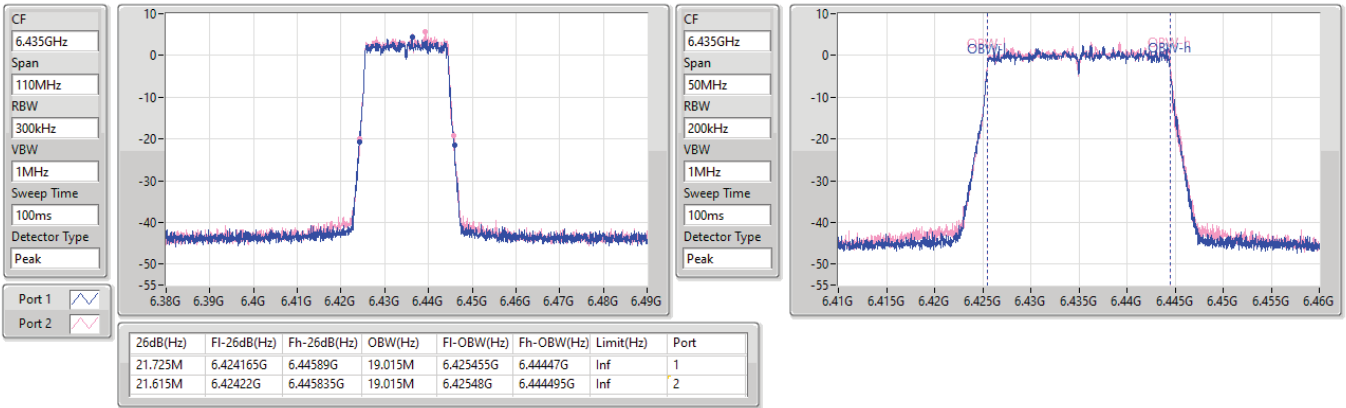 CF
6.435GHz
Span
110MHz
RBW
300kHz
VBW
1MHz
Sweep Time
100ms
Detector Type
Peak
Port 1
Port 2
10
0
-10
-20
-30
-40
-50
-55
6.38G 6.39G 6.4G 6.41G 6.42G 6.43G 6.44G 6.45G 6.46G 6.47G 6.48G 6.49G
CF
6.435GHz
Span
50MHz
RBW
200kHz
VBW
1MHz
Sweep Time
100ms
Detector Type
Peak
10
0
-10
-20
-30
-40
-50
-55
OBW-l OBW-h
OBW-l OBW-h
6.41G 6.415G 6.42G 6.425G 6.43G 6.435G 6.44G 6.445G 6.45G 6.455G 6.46G
26dB(Hz) Fl-26dB(Hz) Fh-26dB(Hz) OBW(Hz) Fl-OBW(Hz) Fh-OBW(Hz) Limit(Hz) Port
21.725M 6.424165G 6.44589G 19.015M 6.425455G 6.44447G Inf 1
21.615M 6.42422G 6.445835G 19.015M 6.42548G 6.444495G Inf 2